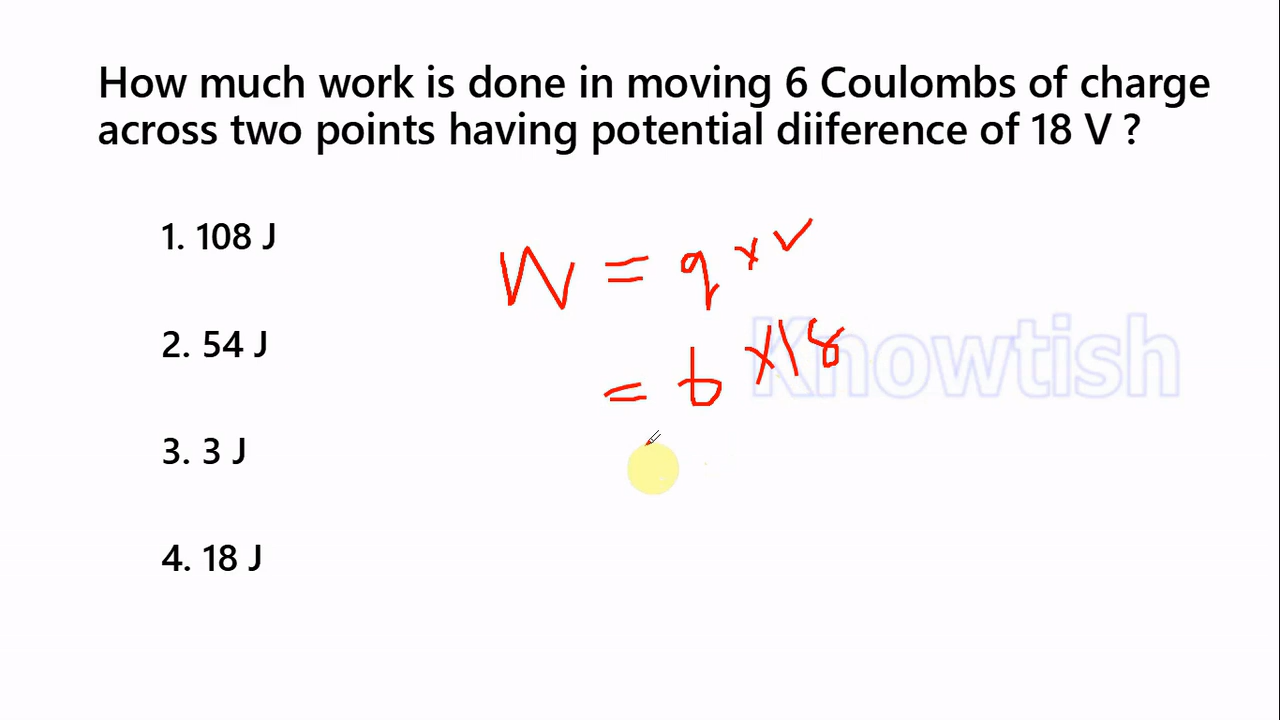 How much work is done in moving 6 Coulombs of charge
across two points having potential diiference of 18 V ?
1. 108 J
W = q x V
2. 54 J
= 6 x 18
Knowtish
3. 3 J
4. 18 J